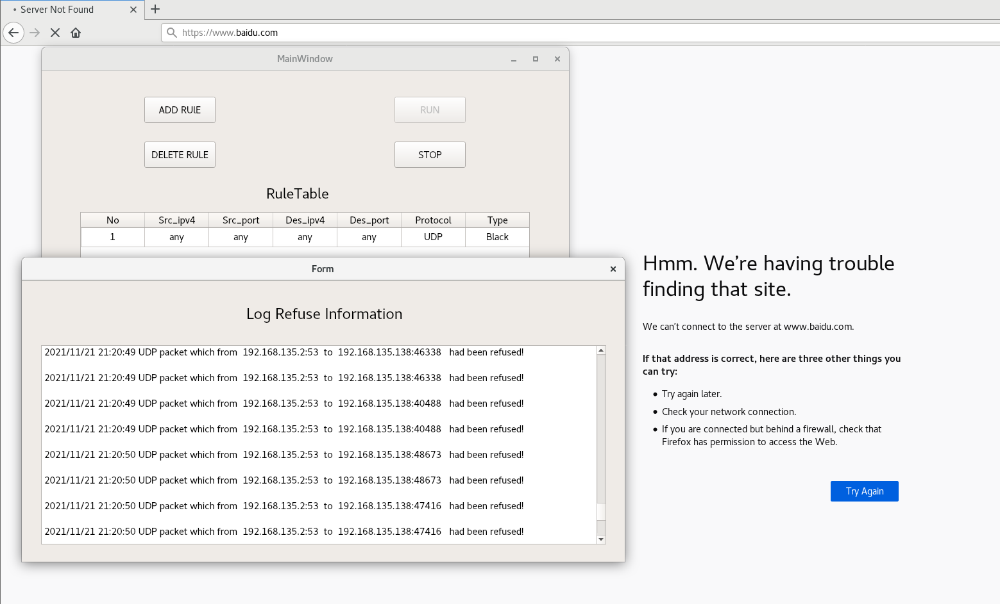 Server Not Found
https://www.baidu.com
MainWindow
ADD RUlE
RUN
DELETE RULE
STOP
RuleTable
No Src_ipv4 Src_port Des_ipv4 Des_port Protocol Type
1 any any any any UDP Black
Form
Log Refuse Information
2021/11/21 21:20:49 UDP packet which from 192.168.135.2:53 to 192.168.135.138:46338 had been refused!
2021/11/21 21:20:49 UDP packet which from 192.168.135.2:53 to 192.168.135.138:46338 had been refused!
2021/11/21 21:20:49 UDP packet which from 192.168.135.2:53 to 192.168.135.138:40488 had been refused!
2021/11/21 21:20:49 UDP packet which from 192.168.135.2:53 to 192.168.135.138:40488 had been refused!
2021/11/21 21:20:50 UDP packet which from 192.168.135.2:53 to 192.168.135.138:48673 had been refused!
2021/11/21 21:20:50 UDP packet which from 192.168.135.2:53 to 192.168.135.138:48673 had been refused!
2021/11/21 21:20:50 UDP packet which from 192.168.135.2:53 to 192.168.135.138:47416 had been refused!
2021/11/21 21:20:50 UDP packet which from 192.168.135.2:53 to 192.168.135.138:47416 had been refused!
Hmm. We’re having trouble
finding that site.
We can’t connect to the server at www.baidu.com.
If that address is correct, here are three other things you
can try:
Try again later.
Check your network connection.
If you are connected but behind a firewall, check that
Firefox has permission to access the Web.
Try Again